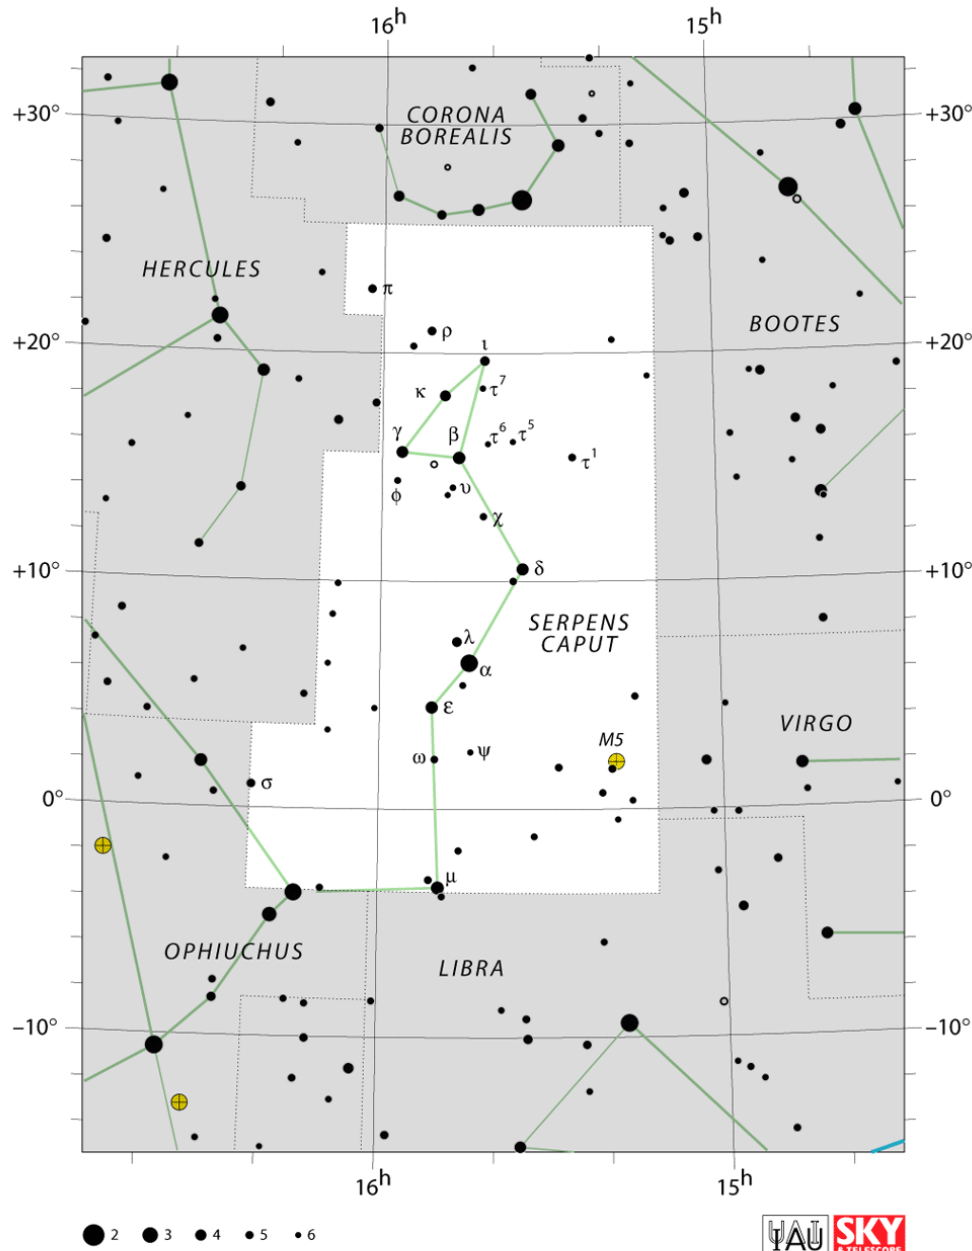 16h 15h
+30° +30°
CORONA
BOREALIS
HERCULES
π
BOOTES
ρ
+20° +20°
ι
κ τ7
γ β τ6 τ5
τ1
ϕ υ
χ
+10° δ +10°
SERPENS
CAPUT
λ
α
ε
VIRGO
M5
ω ψ
σ
0° 0°
μ
OPHIUCHUS
LIBRA
−10° −10°
16h 15h
2 3 4 5 6
IAU SKY
& TELESCOPE